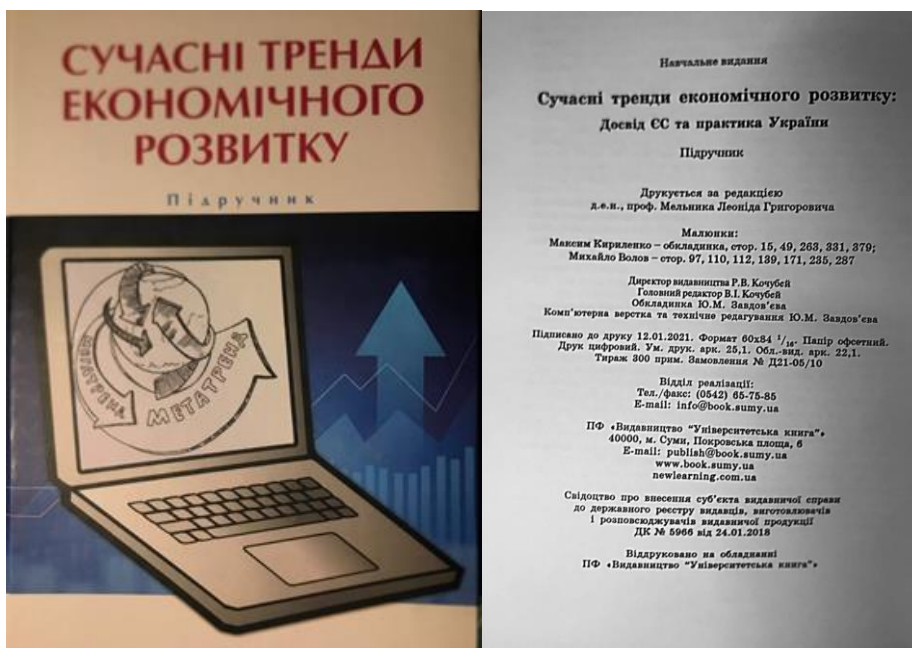 СУЧАСНІ ТРЕНДИ
ЕКОНОМІЧНОГО
РОЗВИТКУ
Підручник
МЕГАТРЕНД
МЕТАТРЕНД
Навчальне видання
Сучасні тренди економічного розвитку:
Досвід ЄС та практика України
Підручник
Друкується за редакцією
д.е.н., проф. Мельника Леоніда Григоровича
Малюнки:
Максим Кириленко – обкладинка, стор. 15, 49, 263, 331, 379;
Михайло Волов – стор. 97, 110, 112, 139, 171, 235, 287
Директор видавництва Р.В. Кочубей
Головний редактор В.І. Кочубей
Обкладинка Ю.М. Завдов'єва
Комп'ютерна верстка та технічне редагування Ю.М. Завдов'єва
Підписано до друку 12.01.2021. Формат 60х84 1/16. Папір офсетний.
Друк цифровий. Ум. друк. арк. 25,1. Обл.-вид. арк. 22,1.
Тираж 300 прим. Замовлення № Д21-05/10
Відділ реалізації:
Тел./факс: (0542) 65-75-85
E-mail: info@book.sumy.ua
ПФ «Видавництво "Університетська книга"»
40000, м. Суми, Покровська площа, 6
E-mail: publish@book.sumy.ua
www.book.sumy.ua
newlearning.com.ua
Свідоцтво про внесення суб'єкта видавничої справи
до державного реєстру видавців, виготовлювачів
і розповсюджувачів видавничої продукції
ДК № 5966 від 24.01.2018
Віддруковано на обладнанні
ПФ «Видавництво "Університетська книга"»